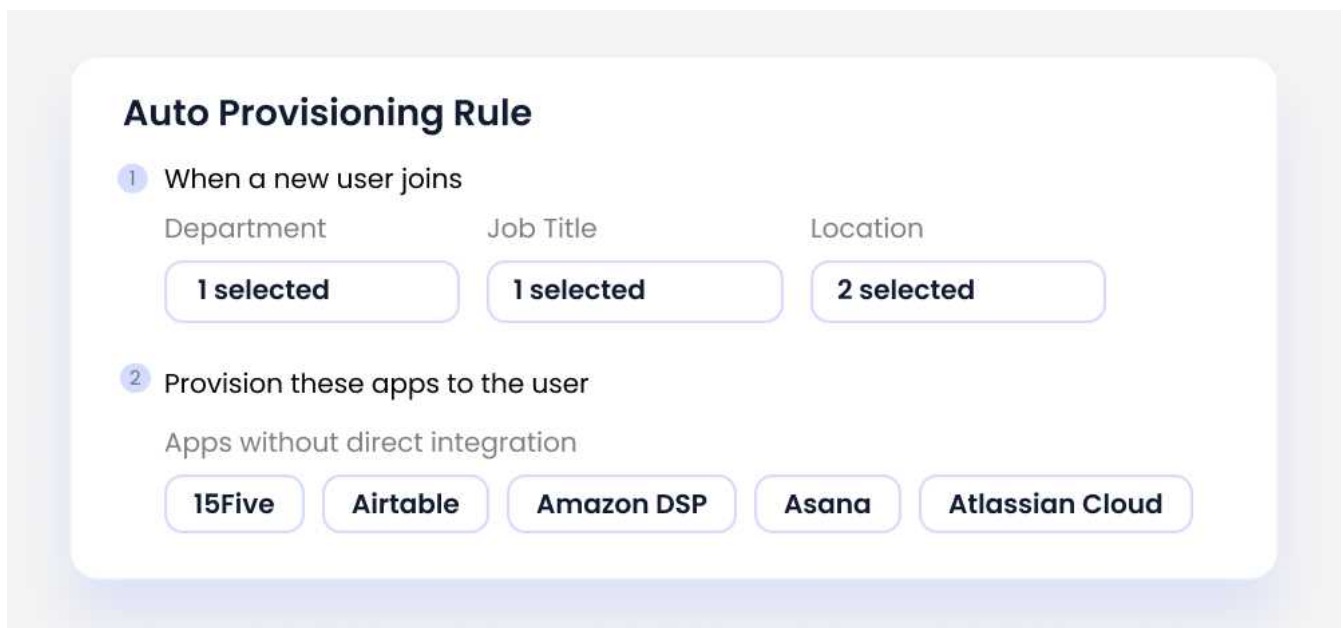 Auto Provisioning Rule
1 When a new user joins
Department Job Title Location
1 selected 1 selected 2 selected
2 Provision these apps to the user
Apps without direct integration
15Five Airtable Amazon DSP Asana Atlassian Cloud